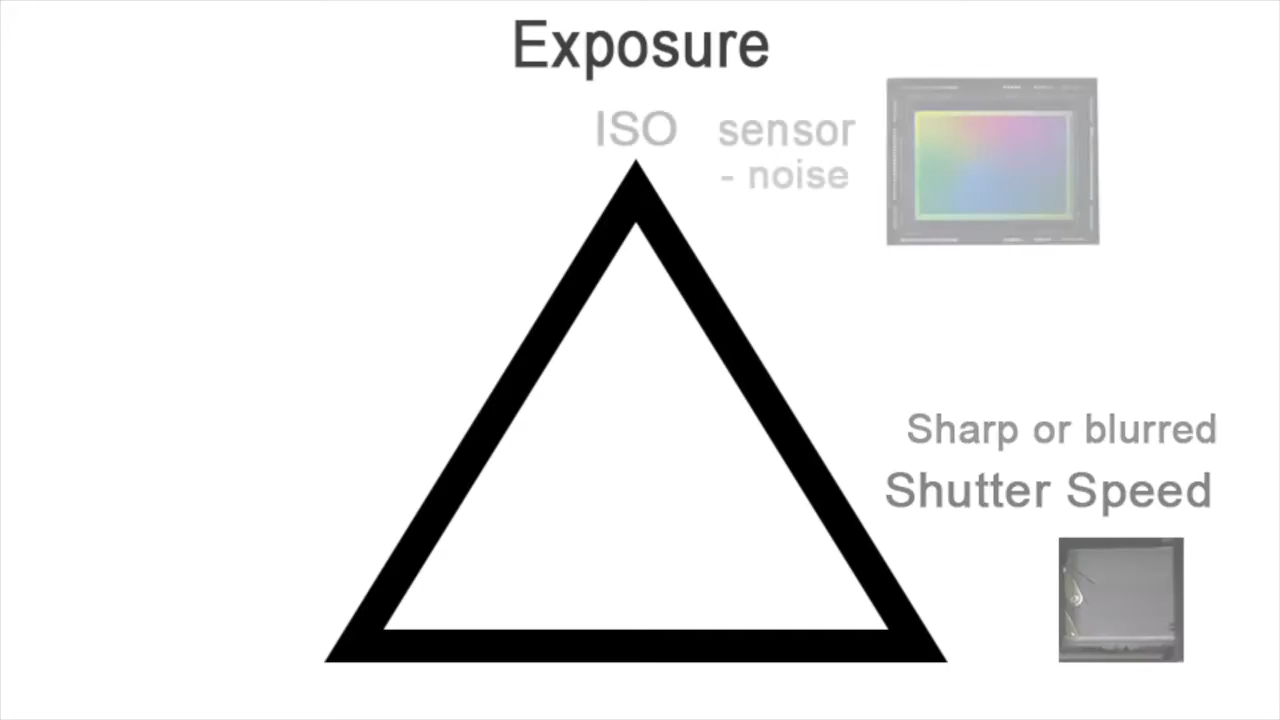 Exposure
ISO sensor
- noise
Sharp or blurred
Shutter Speed